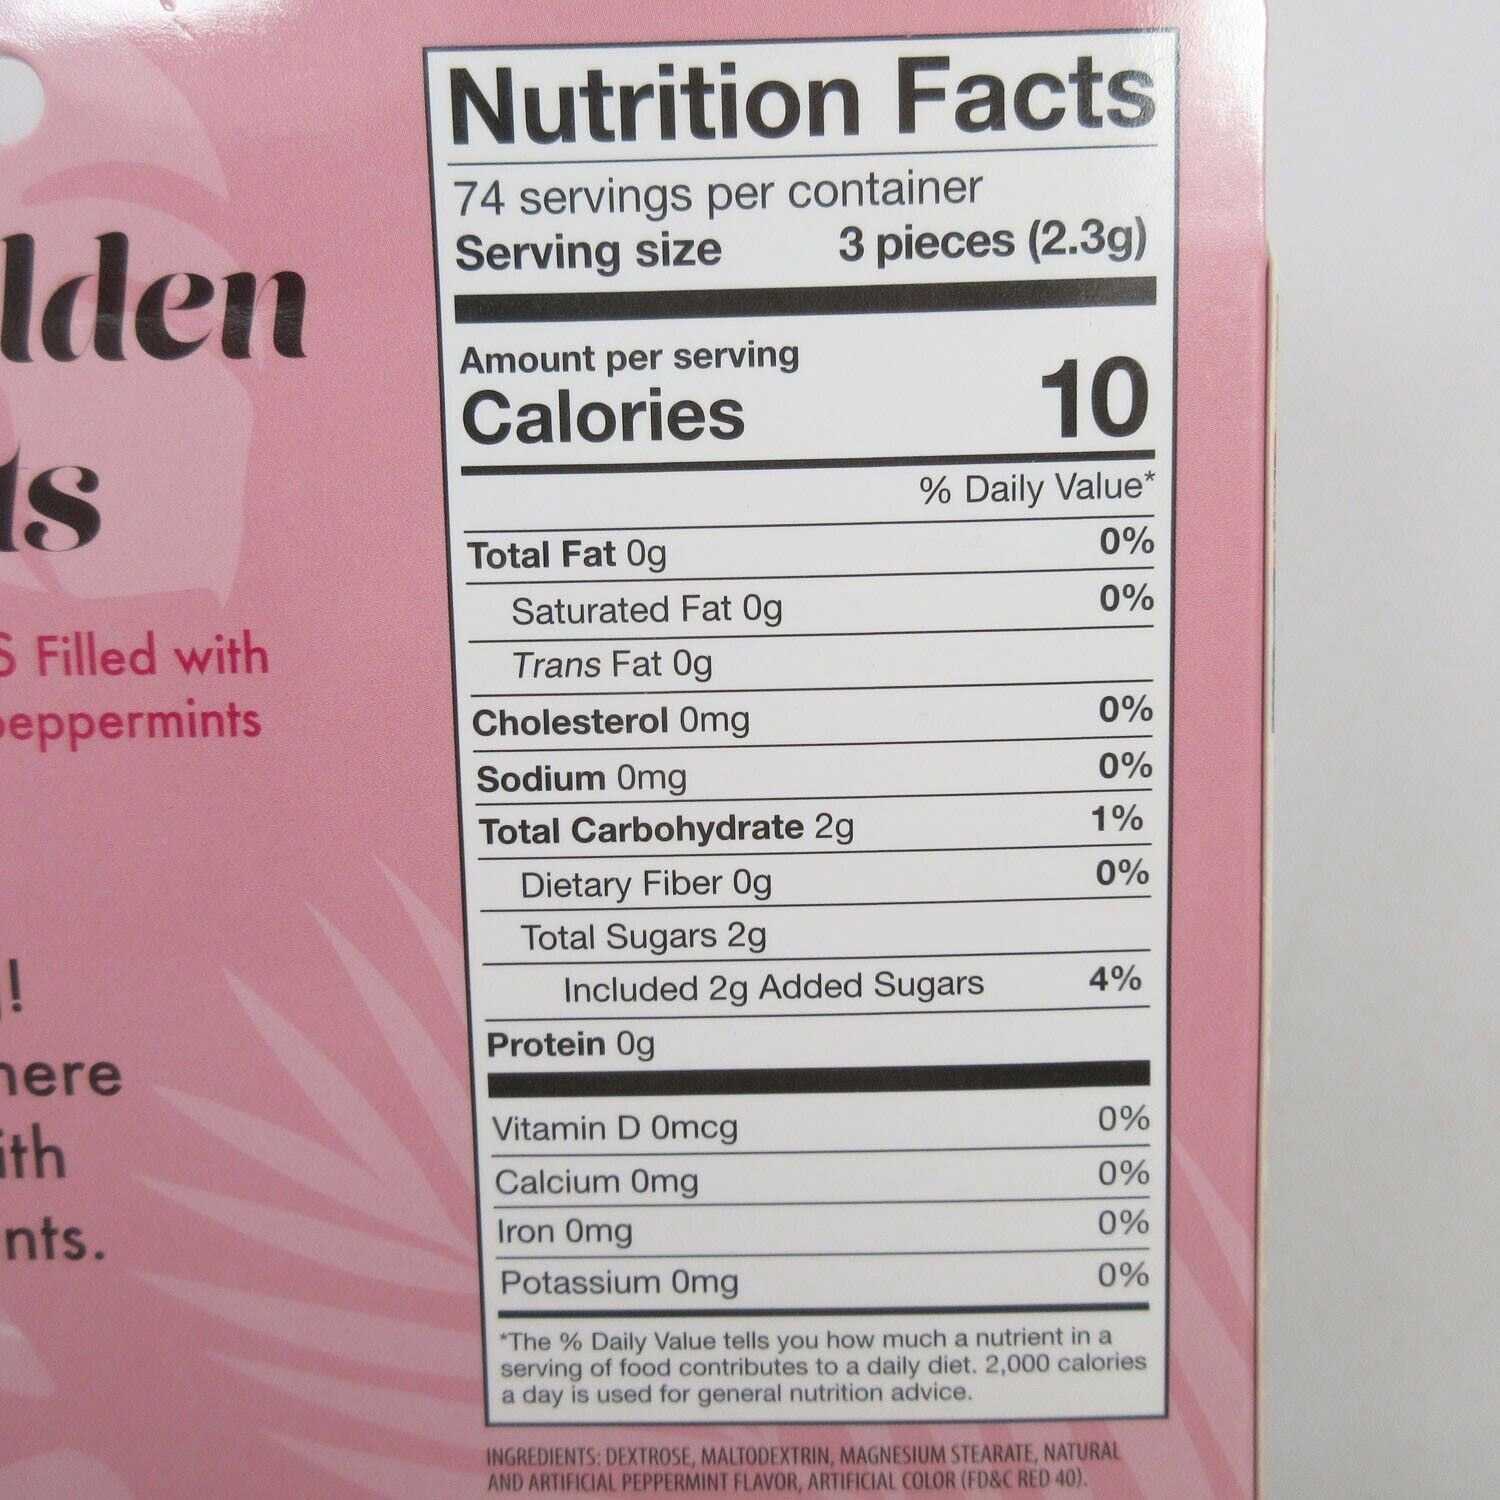 lden
ts
S Filled with
peppermints
!
here
ith
nts.
Nutrition Facts
74 servings per container
Serving size 3 pieces (2.3g)
Amount per serving
Calories 10
% Daily Value*
Total Fat 0g 0%
Saturated Fat 0g 0%
Trans Fat 0g
Cholesterol 0mg 0%
Sodium 0mg 0%
Total Carbohydrate 2g 1%
Dietary Fiber 0g 0%
Total Sugars 2g
Included 2g Added Sugars 4%
Protein 0g
Vitamin D 0mcg 0%
Calcium 0mg 0%
Iron 0mg 0%
Potassium 0mg 0%
*The % Daily Value tells you how much a nutrient in a
serving of food contributes to a daily diet. 2,000 calories
a day is used for general nutrition advice.
INGREDIENTS: DEXTROSE, MALTODEXTRIN, MAGNESIUM STEARATE, NATURAL
AND ARTIFICIAL PEPPERMINT FLAVOR, ARTIFICIAL COLOR (FD&C RED 40).